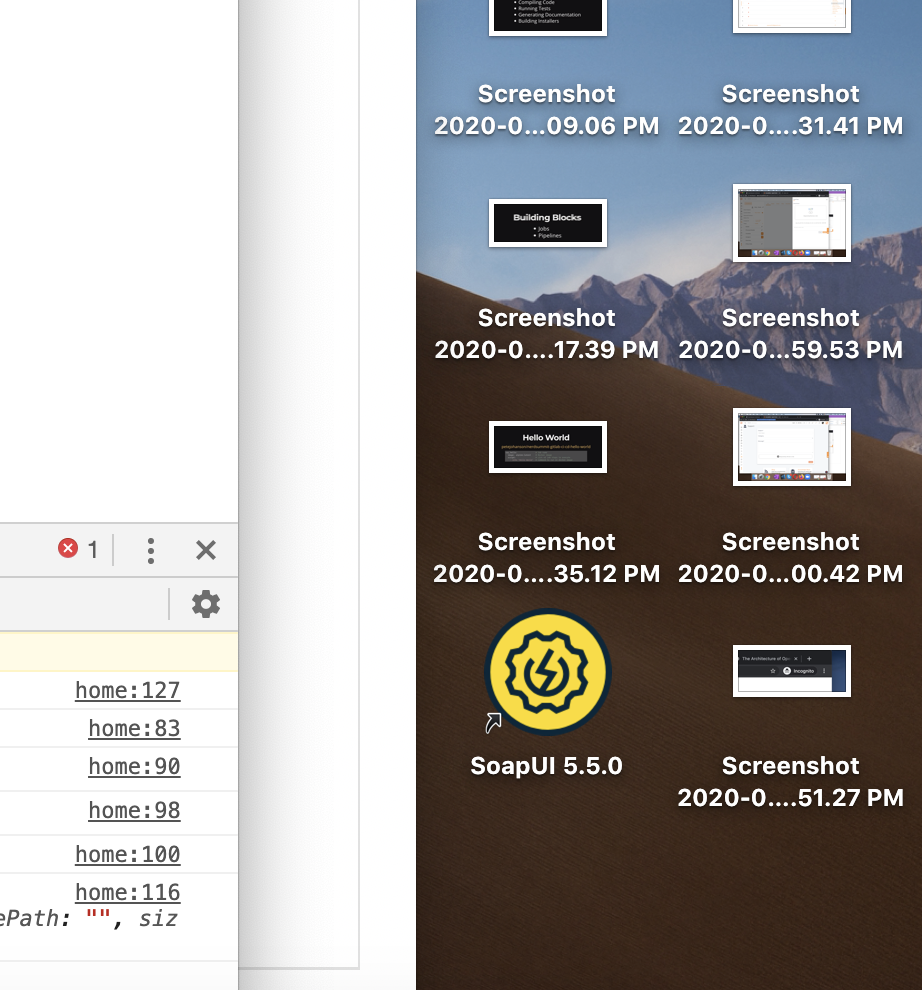 Compiling Code
Running Tests
Generating Documentation
Building Installers
Screenshot
2020-0...09.06 PM
Screenshot
2020-0....31.41 PM
Building Blocks
Jobs
Pipelines
Screenshot
2020-0....17.39 PM
Screenshot
2020-0...59.53 PM
Hello World
Screenshot
2020-0....35.12 PM
Screenshot
2020-0....00.42 PM
The Architecture of
Incognito
SoapUI 5.5.0
Screenshot
2020-0....51.27 PM
1
home:127
home:83
home:90
home:98
home:100
home:116
ePath: "", siz